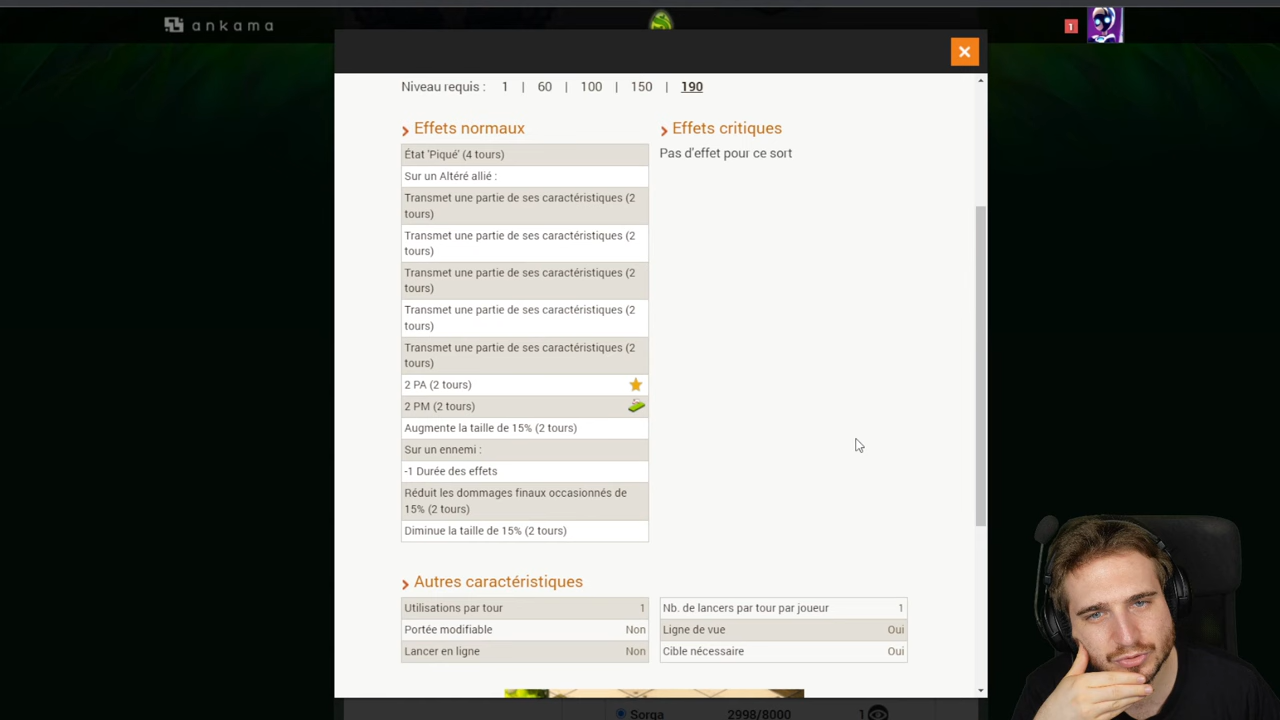 ankama
1
Niveau requis : 1 | 60 | 100 | 150 | 190
Effets normaux
État 'Piqué' (4 tours)
Sur un Altéré allié :
Transmet une partie de ses caractéristiques (2
tours)
Transmet une partie de ses caractéristiques (2
tours)
Transmet une partie de ses caractéristiques (2
tours)
Transmet une partie de ses caractéristiques (2
tours)
Transmet une partie de ses caractéristiques (2
tours)
2 PA (2 tours)
2 PM (2 tours)
Augmente la taille de 15% (2 tours)
Sur un ennemi :
-1 Durée des effets
Réduit les dommages finaux occasionnés de
15% (2 tours)
Diminue la taille de 15% (2 tours)
Effets critiques
Pas d'effet pour ce sort
Autres caractéristiques
Utilisations par tour 1
Portée modifiable Non
Lancer en ligne Non
Nb. de lancers par tour par joueur 1
Ligne de vue Oui
Cible nécessaire Oui
Sorga 2998/8000 1